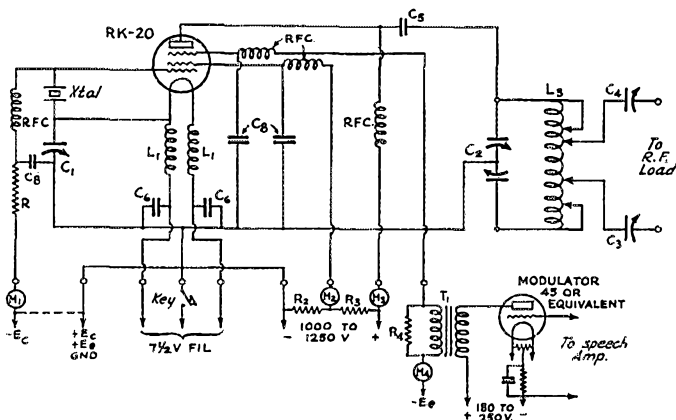 RK-20
RFC.
C5
Xtal
RFC
C8
C1
R
L1
L1
C6
C6
C8
RFC.
C2
L3
C4
C3
To
R.F.
Load
M1
-Ec
+Ec
+Ee
GND
Key
7½V FIL
R2
M2
R3
M3
1000 TO
1250 V
-
+
R4
T1
M4
-Ee
MODULATOR
45 OR
EQUIVALENT
To speech
Amp.
+
180 TO
250V.
-